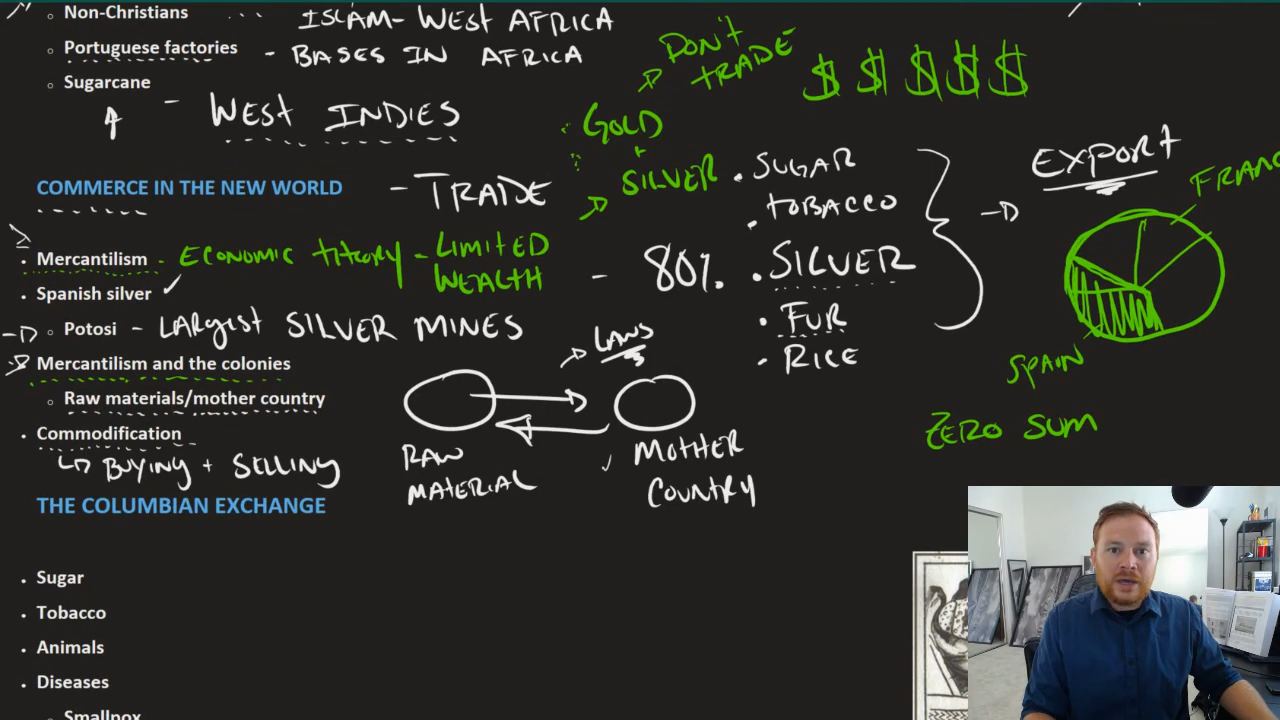 Non-Christians - ISLAM- WEST AFRICA
Portuguese factories - BASES IN AFRICA
Sugarcane
- WEST INDIES
DON'T
TRADE
$ $ $ $ $
GOLD
+
SILVER
COMMERCE IN THE NEW WORLD - TRADE
Mercantilism - ECONOMIC THEORY - LIMITED
WEALTH
Spanish silver
Potosi - LARGEST SILVER MINES
- 80%
• SUGAR
• TOBACCO
• SILVER
• FUR
• RICE
EXPORT
FRANC
SPAIN
ZERO SUM
Mercantilism and the colonies
Raw materials/mother country
LAWS
RAW
MATERIAL
MOTHER
COUNTRY
Commodification
BUYING + SELLING
THE COLUMBIAN EXCHANGE
Sugar
Tobacco
Animals
Diseases
Smallpox